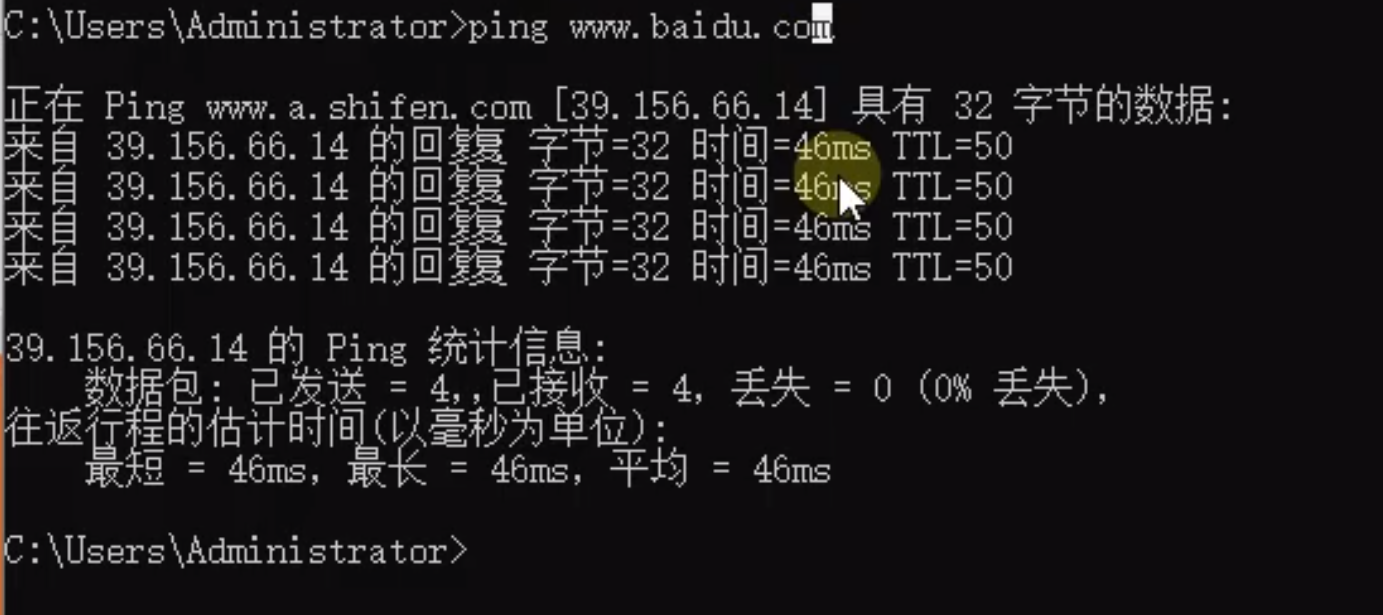 C:\Users\Administrator>ping www.baidu.com
正在 Ping www.a.shifen.com [39.156.66.14] 具有 32 字节的数据:
来自 39.156.66.14 的回复 字节=32 时间=46ms TTL=50
来自 39.156.66.14 的回复 字节=32 时间=46ms TTL=50
来自 39.156.66.14 的回复 字节=32 时间=46ms TTL=50
来自 39.156.66.14 的回复 字节=32 时间=46ms TTL=50
39.156.66.14 的 Ping 统计信息:
数据包: 已发送 = 4,,已接收 = 4, 丢失 = 0 (0% 丢失),
往返行程的估计时间(以毫秒为单位):
最短 = 46ms, 最长 = 46ms, 平均 = 46ms
C:\Users\Administrator>